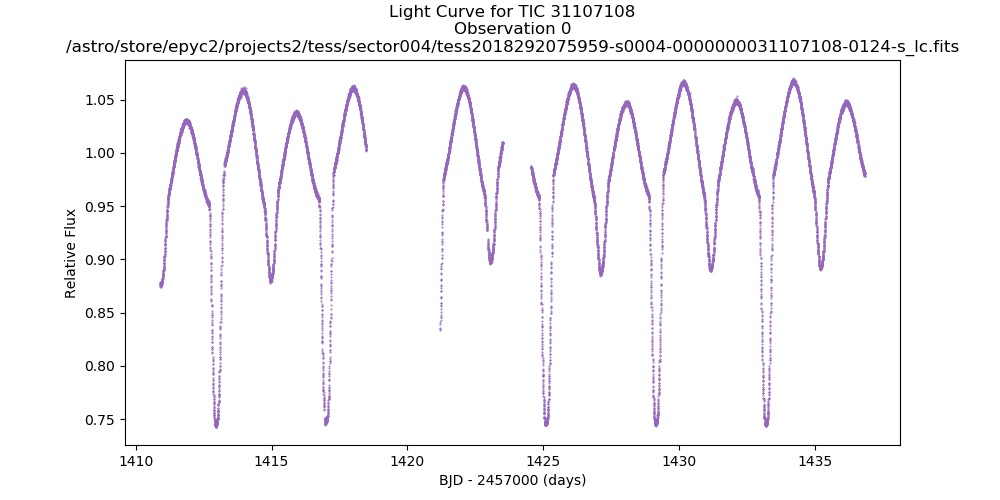 Light Curve for TIC 31107108
Observation 0
/astro/store/epyc2/projects2/tess/sector004/tess2018292075959-s0004-0000000031107108-0124-s_lc.fits
Relative Flux
1.05
1.00
0.95
0.90
0.85
0.80
0.75
1410
1415
1420
1425
1430
1435
BJD - 2457000 (days)